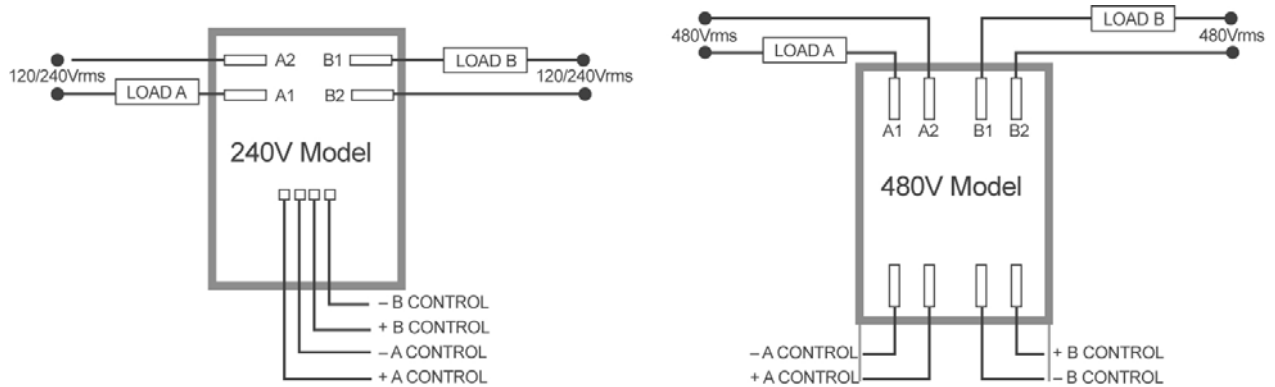 A2 B1 LOAD B
120/240Vrms 120/240Vrms
LOAD A A1 B2
240V Model
– B CONTROL
+ B CONTROL
– A CONTROL
+ A CONTROL
LOAD B
480Vrms 480Vrms
LOAD A
A1 A2 B1 B2
480V Model
– A CONTROL + B CONTROL
+ A CONTROL – B CONTROL